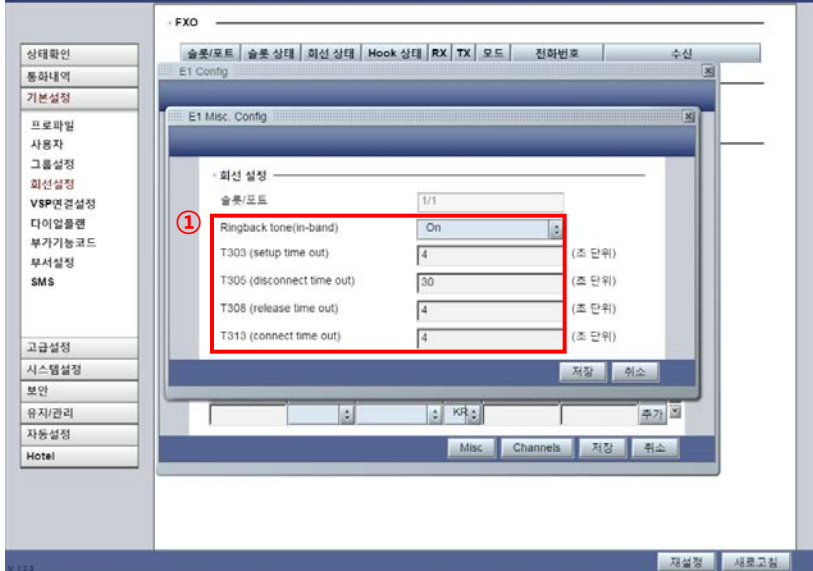 FXO
슬롯/포트 슬롯 상태 회선 상태 Hook 상태 RX TX 모드 전화번호 수신
상태확인
통화내역
기본설정
프로파일
사용자
그룹설정
회선설정
VSP연결설정
다이얼플랜
부가기능코드
부서설정
SMS
고급설정
시스템설정
보안
유지/관리
자동설정
Hotel
E1 Config
E1 Misc. Config
회선 설정
슬롯/포트 1/1
①
Ringback tone(in-band) On
T303 (setup time out) 4 (초 단위)
T305 (disconnect time out) 30 (초 단위)
T308 (release time out) 4 (초 단위)
T313 (connect time out) 4 (초 단위)
저장 취소
KR 추가
Misc Channels 저장 취소
재설정 새로고침